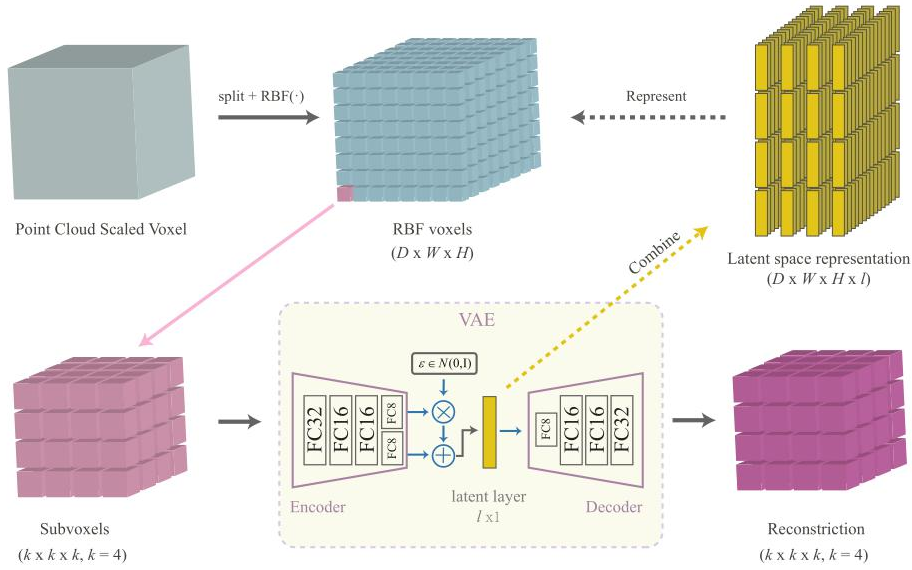 split + RBF(·)
Represent
Point Cloud Scaled Voxel
RBF voxels
(D x W x H)
Latent space representation
(D x W x H x l)
Combine
VAE
ε ∈ N(0,I)
FC32
FC16
FC16
FC8
FC8
FC8
FC16
FC16
FC32
Encoder
latent layer
l x1
Decoder
Subvoxels
(k x k x k, k = 4)
Reconstriction
(k x k x k, k = 4)